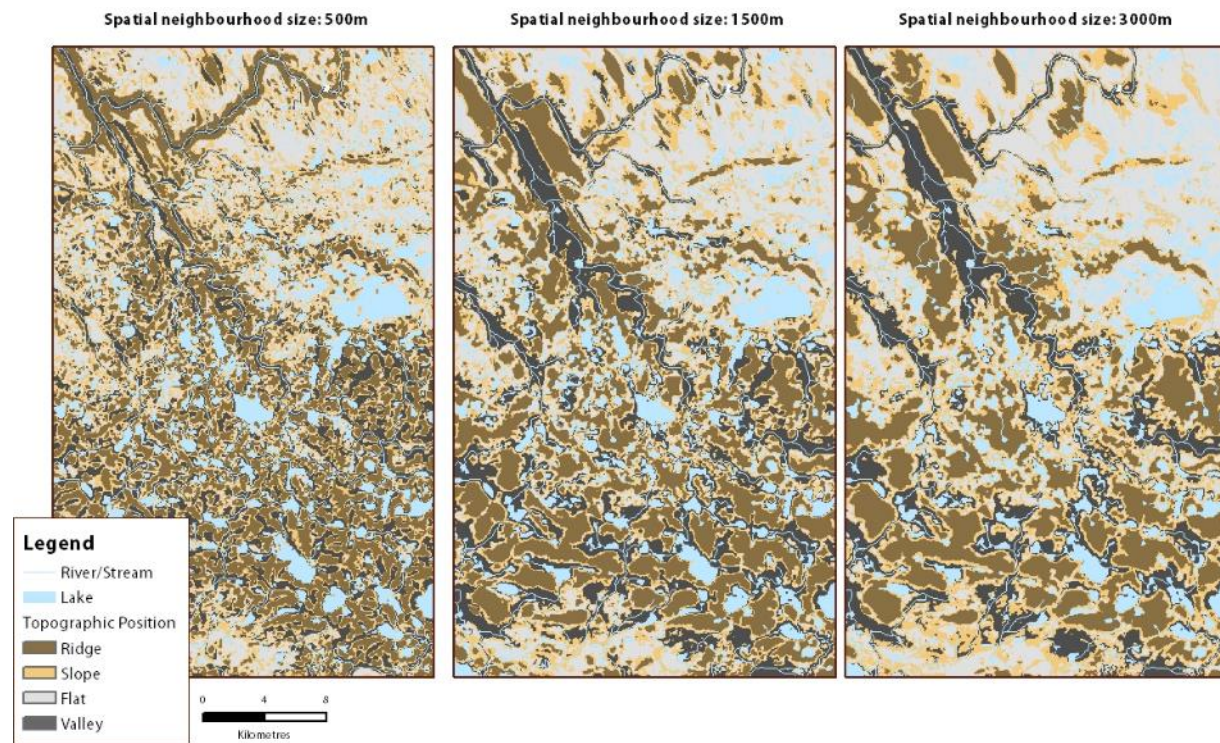 Spatial neighbourhood size: 500m
Spatial neighbourhood size: 1500m
Spatial neighbourhood size: 3000m
Legend
River/Stream
Lake
Topographic Position
Ridge
Slope
Flat
Valley
0 4 8
Kilometres